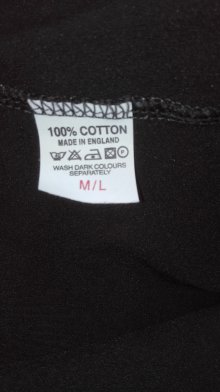 100% COTTON
MADE IN ENGLAND
WASH DARK COLOURS
SEPARATELY
M/L